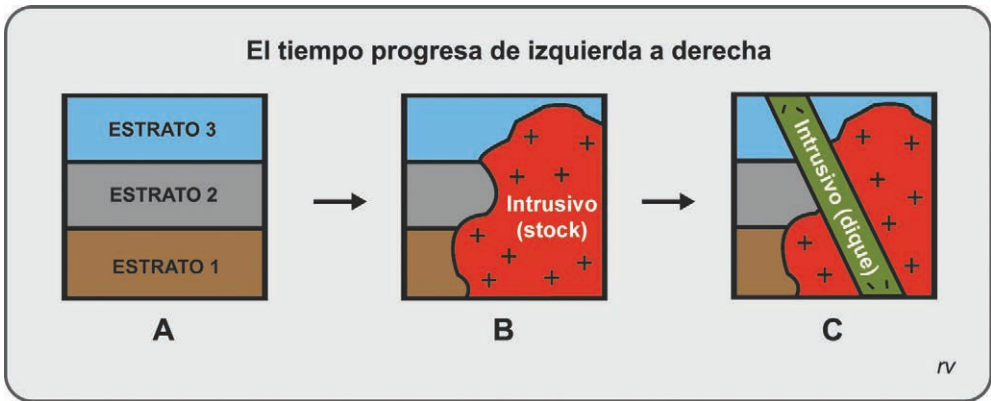 El tiempo progresa de izquierda a derecha
ESTRATO 3
ESTRATO 2
ESTRATO 1
A
Intrusivo
(stock)
B
Intrusivo (dique)
C
rv